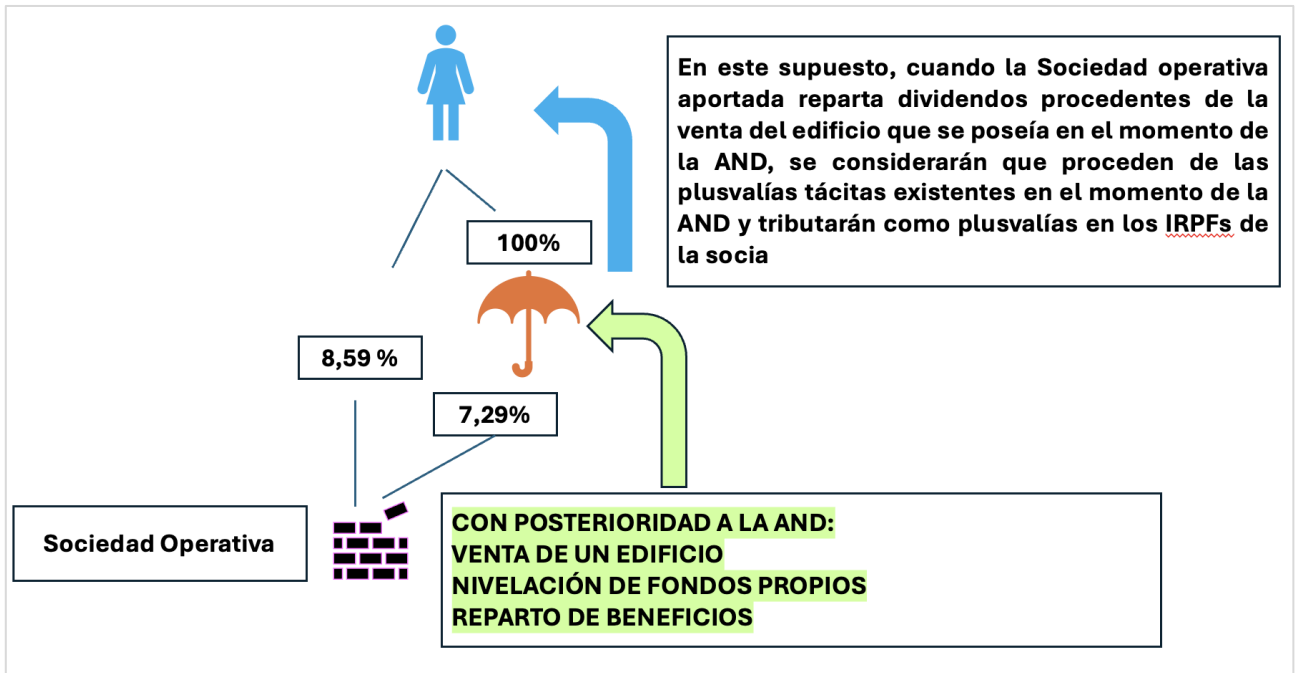 En este supuesto, cuando la Sociedad operativa
aportada reparta dividendos procedentes de la
venta del edificio que se poseía en el momento de
la AND, se considerarán que proceden de las
plusvalías tácitas existentes en el momento de la
AND y tributarán como plusvalías en los IRPFs de
la socia
100%
8,59 %
7,29%
Sociedad Operativa
CON POSTERIORIDAD A LA AND:
VENTA DE UN EDIFICIO
NIVELACIÓN DE FONDOS PROPIOS
REPARTO DE BENEFICIOS